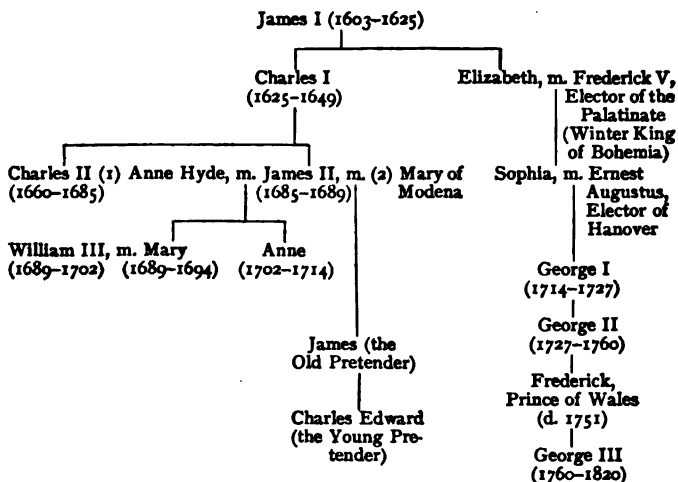 James I (1603–1625)
Charles I
(1625–1649)
Elizabeth, m. Frederick V,
Elector of the
Palatinate
(Winter King
of Bohemia)
Charles II (1) Anne Hyde, m. James II, m. (2) Mary of
(1660–1685) (1685–1689) Modena
Sophia, m. Ernest
Augustus,
Elector of
Hanover
William III, m. Mary Anne
(1689–1702) (1689–1694) (1702–1714)
George I
(1714–1727)
George II
(1727–1760)
James (the
Old Pretender)
Frederick,
Prince of Wales
(d. 1751)
Charles Edward
(the Young Pre-
tender)
George III
(1760–1820)